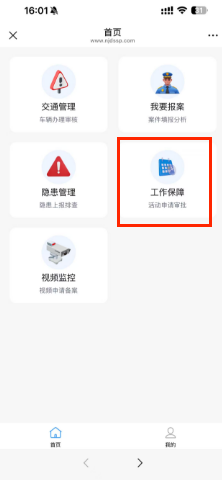 16:01
31
首页
www.njdssp.com
交通管理
车辆办理审核
我要报案
案件填报分析
隐患管理
隐患上报排查
工作保障
活动申请审批
视频监控
视频申请备案
首页
我的